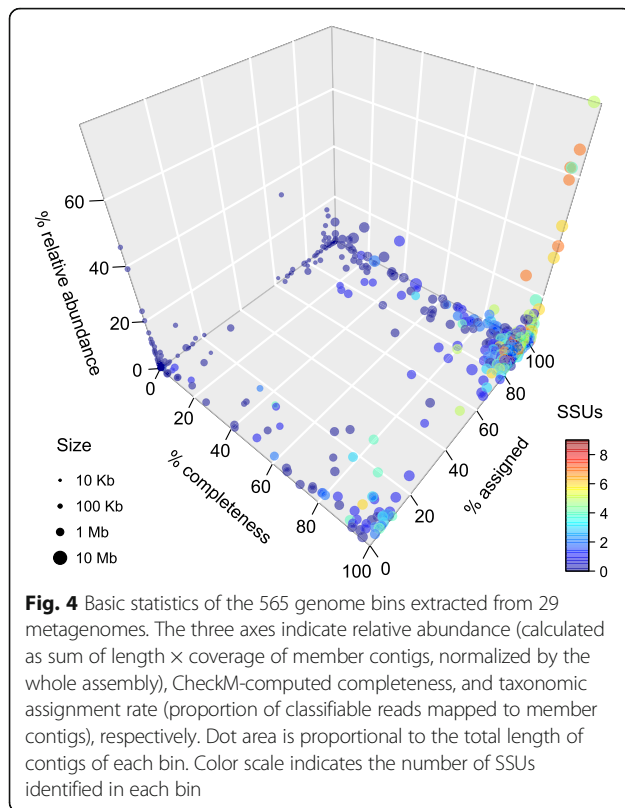 % relative abundance
60
40
20
0
0
20
40
60
80
100
% completeness
0
20
40
60
80
100
% assigned
Size
10 Kb
100 Kb
1 Mb
10 Mb
SSUs
8
6
4
2
0
Fig. 4 Basic statistics of the 565 genome bins extracted from 29
metagenomes. The three axes indicate relative abundance (calculated
as sum of length × coverage of member contigs, normalized by the
whole assembly), CheckM-computed completeness, and taxonomic
assignment rate (proportion of classifiable reads mapped to member
contigs), respectively. Dot area is proportional to the total length of
contigs of each bin. Color scale indicates the number of SSUs
identified in each bin